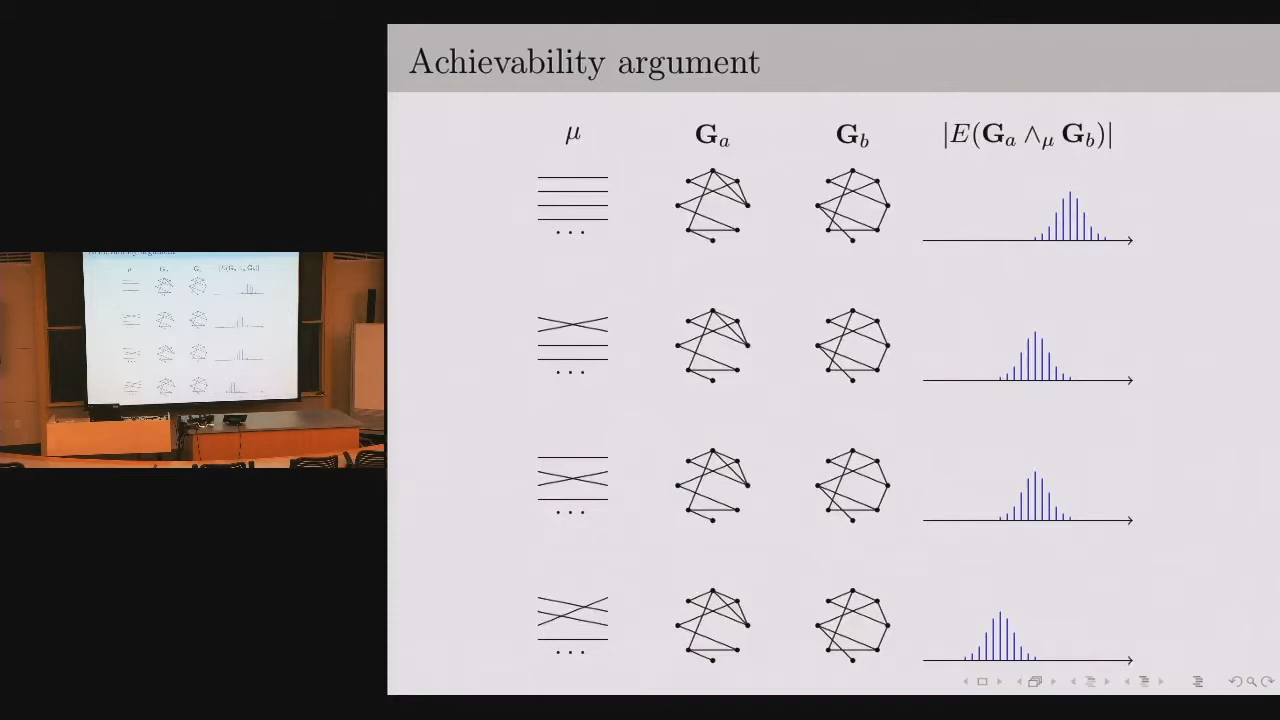 Achievability argument
μ G_a G_b |E(G_a ∧_μ G_b)|
. . .
. . .
. . .
. . .